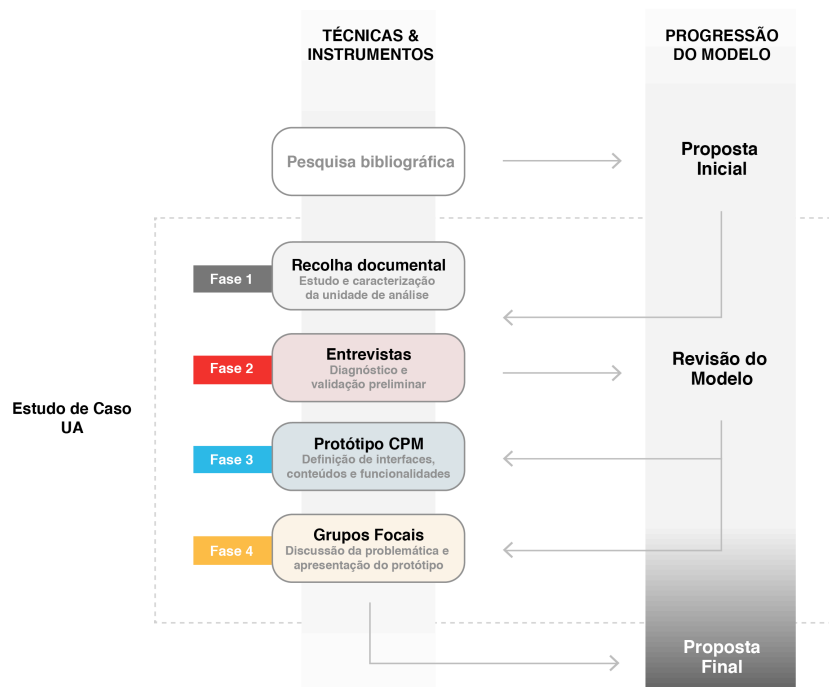 TÉCNICAS &
INSTRUMENTOS
PROGRESSÃO
DO MODELO
Pesquisa bibliográfica
Proposta
Inicial
Fase 1
Recolha documental
Estudo e caracterização
da unidade de análise
Fase 2
Entrevistas
Diagnóstico e
validação preliminar
Revisão do
Modelo
Estudo de Caso
UA
Fase 3
Protótipo CPM
Definição de interfaces,
conteúdos e funcionalidades
Fase 4
Grupos Focais
Discussão da problemática e
apresentação do protótipo
Proposta
Final